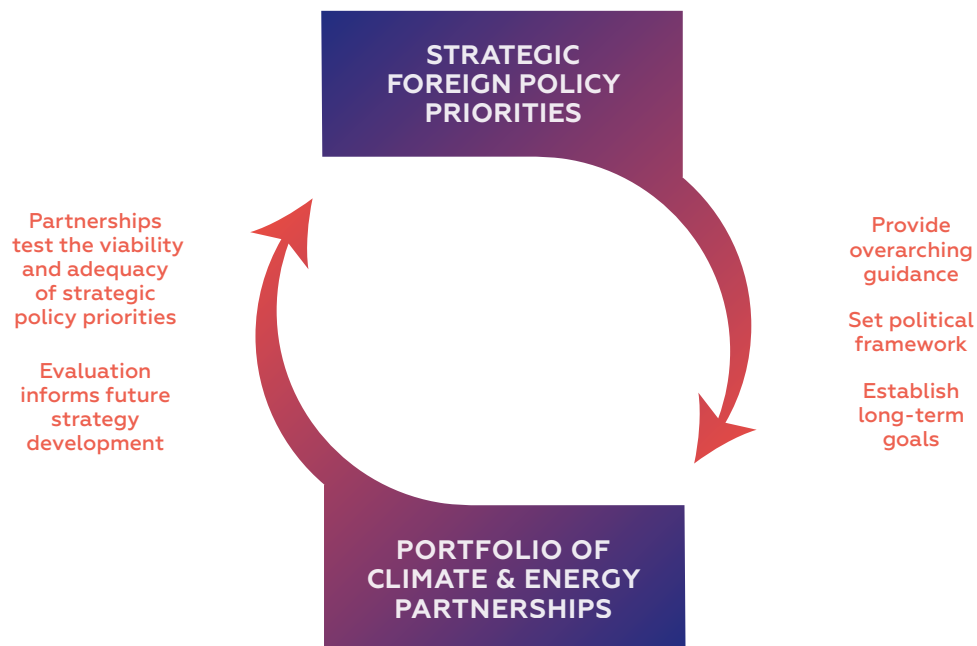 STRATEGIC
FOREIGN POLICY
PRIORITIES
Partnerships
test the viability
and adequacy
of strategic
policy priorities
Evaluation
informs future
strategy
development
Provide
overarching
guidance
Set political
framework
Establish
long-term
goals
PORTFOLIO OF
CLIMATE & ENERGY
PARTNERSHIPS